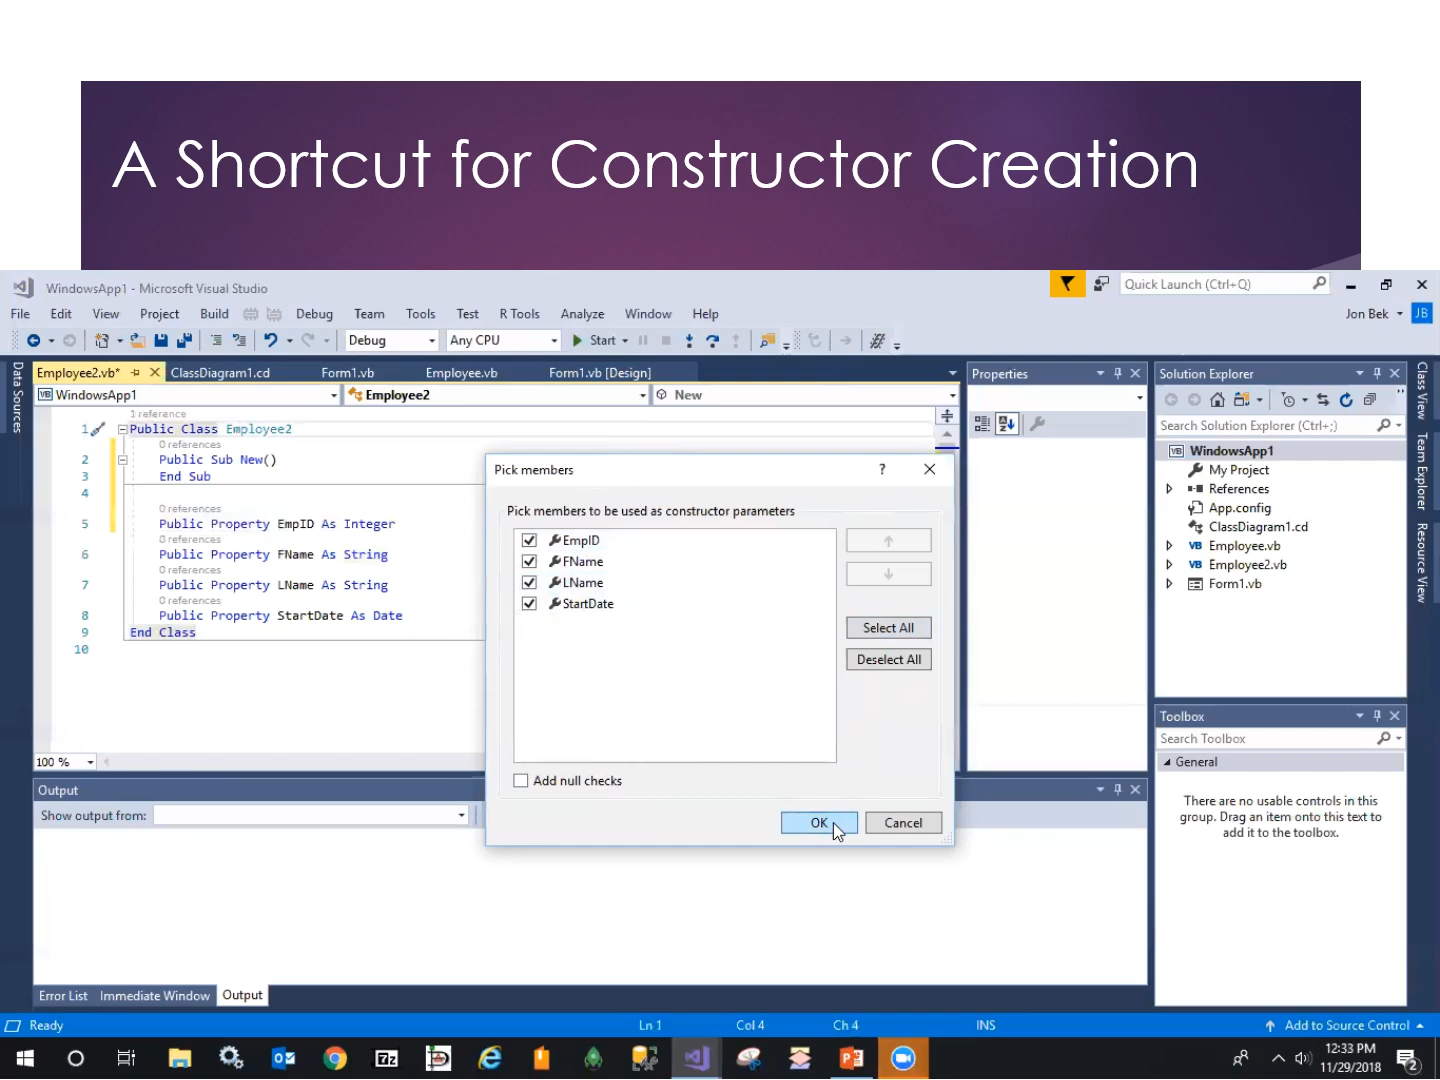 A Shortcut for Constructor Creation
WindowsApp1 - Microsoft Visual Studio
Quick Launch (Ctrl+Q)
File Edit View Project Build Debug Team Tools Test R Tools Analyze Window Help
Jon Bek JB
Debug Any CPU Start
Data Sources
Employee2.vb* ClassDiagram1.cd Form1.vb Employee.vb Form1.vb [Design]
VB WindowsApp1 Employee2 New
1 reference
1 Public Class Employee2
0 references
2 Public Sub New()
3 End Sub
4
0 references
5 Public Property EmpID As Integer
0 references
6 Public Property FName As String
0 references
7 Public Property LName As String
0 references
8 Public Property StartDate As Date
9 End Class
10
100 %
Pick members ?
Pick members to be used as constructor parameters
EmpID
FName
LName
StartDate
Select All
Deselect All
Add null checks
OK Cancel
Properties
Solution Explorer
Search Solution Explorer (Ctrl+;)
VB WindowsApp1
My Project
References
App.config
ClassDiagram1.cd
VB Employee.vb
VB Employee2.vb
Form1.vb
Class View
Team Explorer
Resource View
Toolbox
Search Toolbox
General
There are no usable controls in this
group. Drag an item onto this text to
add it to the toolbox.
Output
Show output from:
Error List Immediate Window Output
Ready Ln 1 Col 4 Ch 4 INS Add to Source Control
7z
12:33 PM
11/29/2018
2